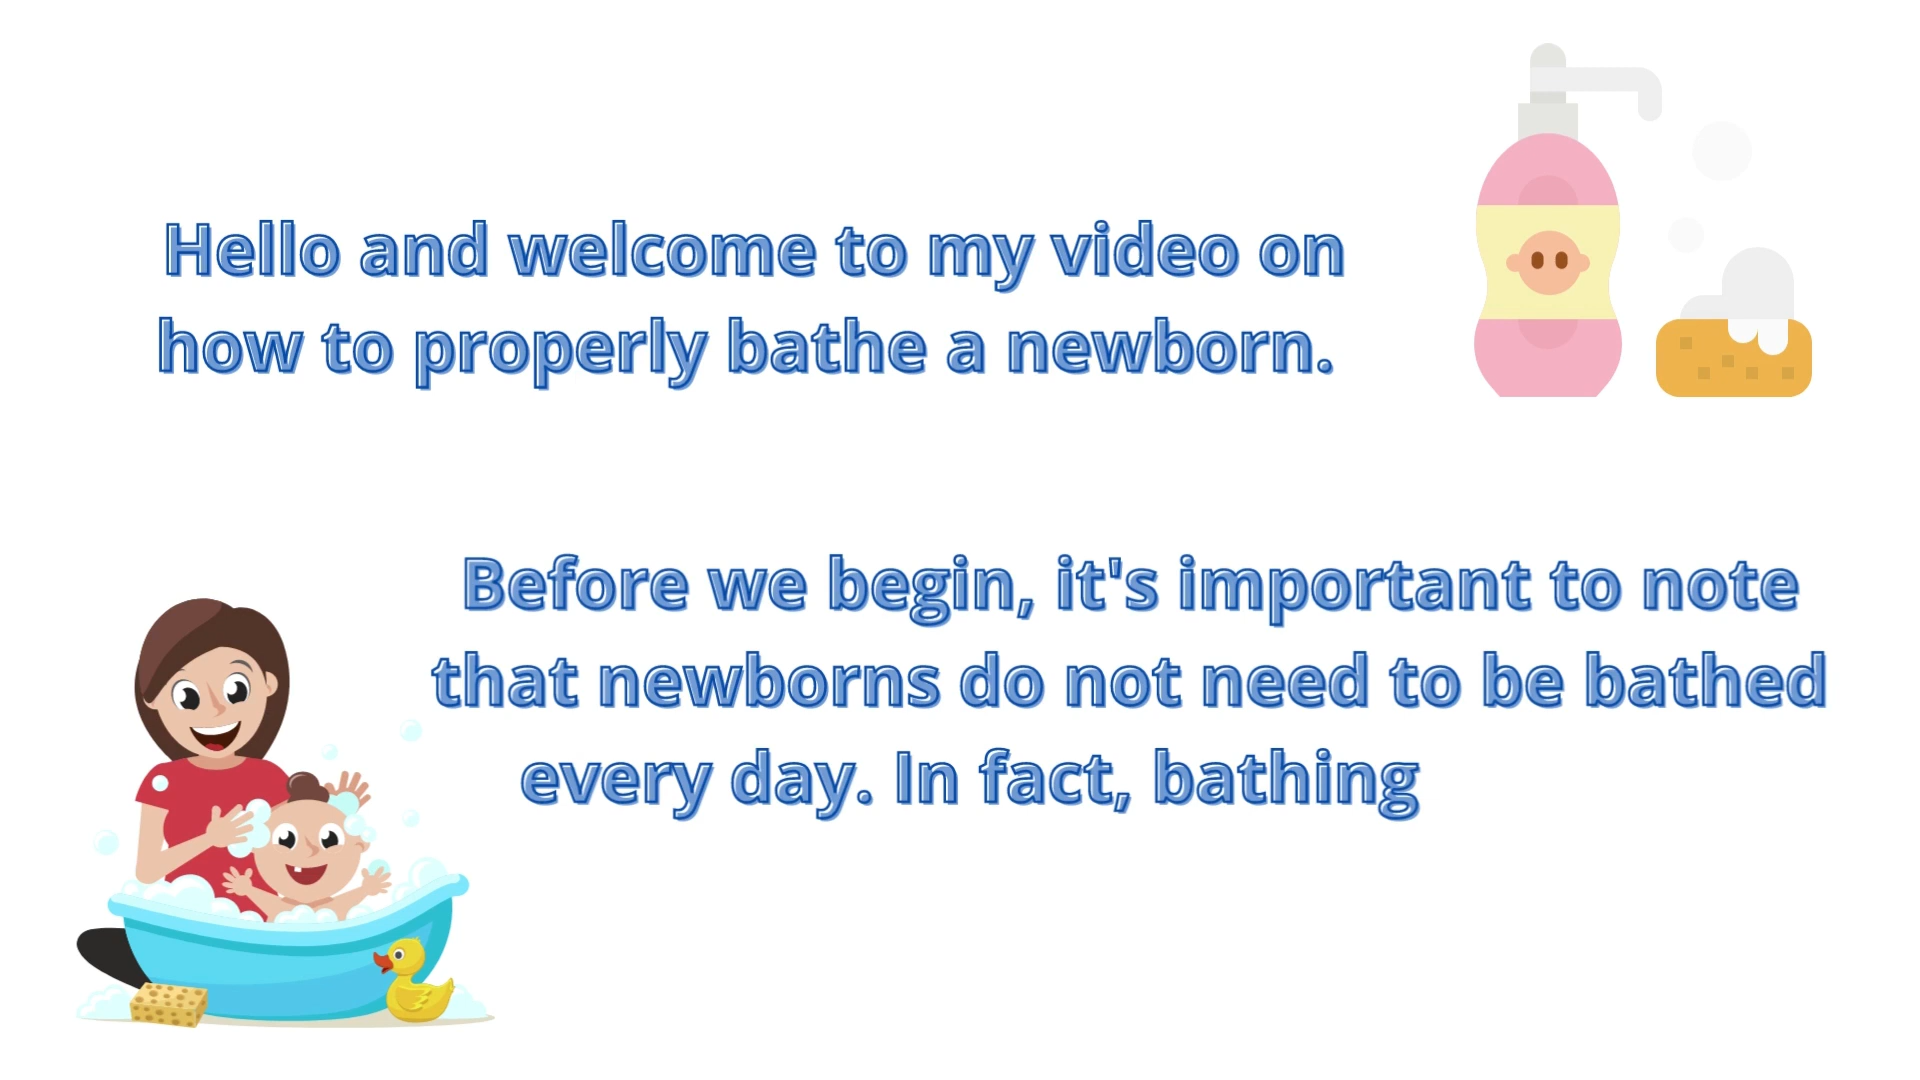 Hello and welcome to my video on
how to properly bathe a newborn.
Before we begin, it's important to note
that newborns do not need to be bathed
every day. In fact, bathing